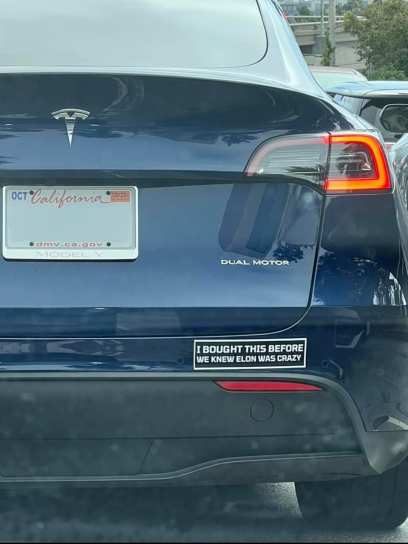 OCT California
dmv.ca.gov
MODEL Y
DUAL MOTOR
I BOUGHT THIS BEFORE
WE KNEW ELON WAS CRAZY